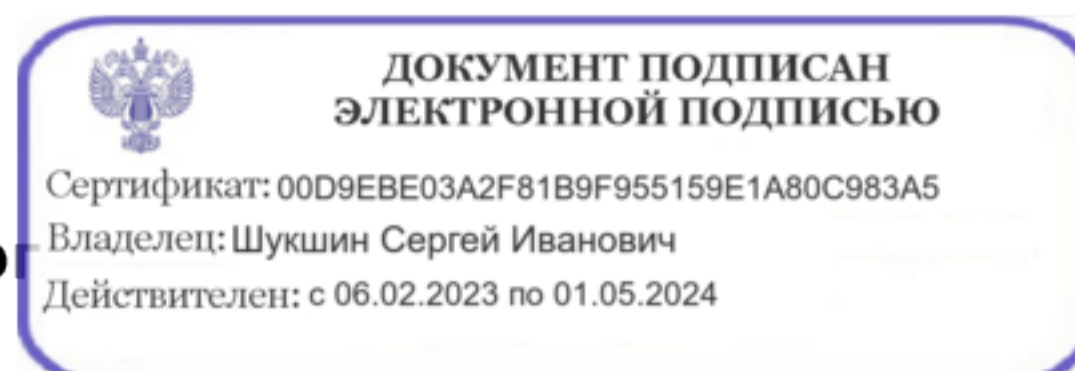 ДОКУМЕНТ ПОДПИСАН
ЭЛЕКТРОННОЙ ПОДПИСЬЮ
Сертификат: 00D9EBE03A2F81B9F955159E1A80C983A5
Владелец: Шукшин Сергей Иванович
Действителен: с 06.02.2023 по 01.05.2024